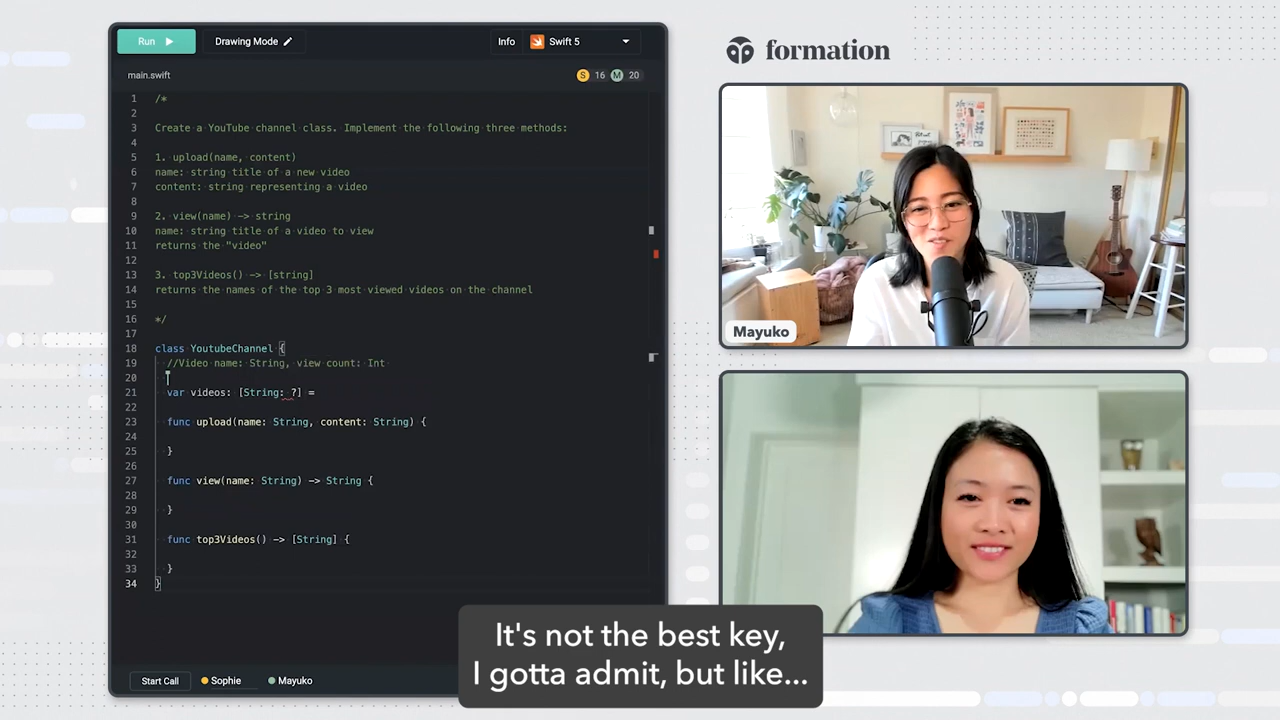 Run
Drawing Mode
Info
Swift 5
formation
main.swift
S 16 M 20
1 /*
2
3 Create a YouTube channel class. Implement the following three methods:
4
5 1. upload(name, content)
6 name: string title of a new video
7 content: string representing a video
8
9 2. view(name) -> string
10 name: string title of a video to view
11 returns the "video"
12
13 3. top3Videos() -> [string]
14 returns the names of the top 3 most viewed videos on the channel
15
16 */
17
18 class YoutubeChannel {
19 //Video name: String, view count: Int
20
21 var videos: [String: ?] =
22
23 func upload(name: String, content: String) {
24
25 }
26
27 func view(name: String) -> String {
28
29 }
30
31 func top3Videos() -> [String] {
32
33 }
34 }
Mayuko
Start Call
Sophie
Mayuko
It's not the best key,
I gotta admit, but like...